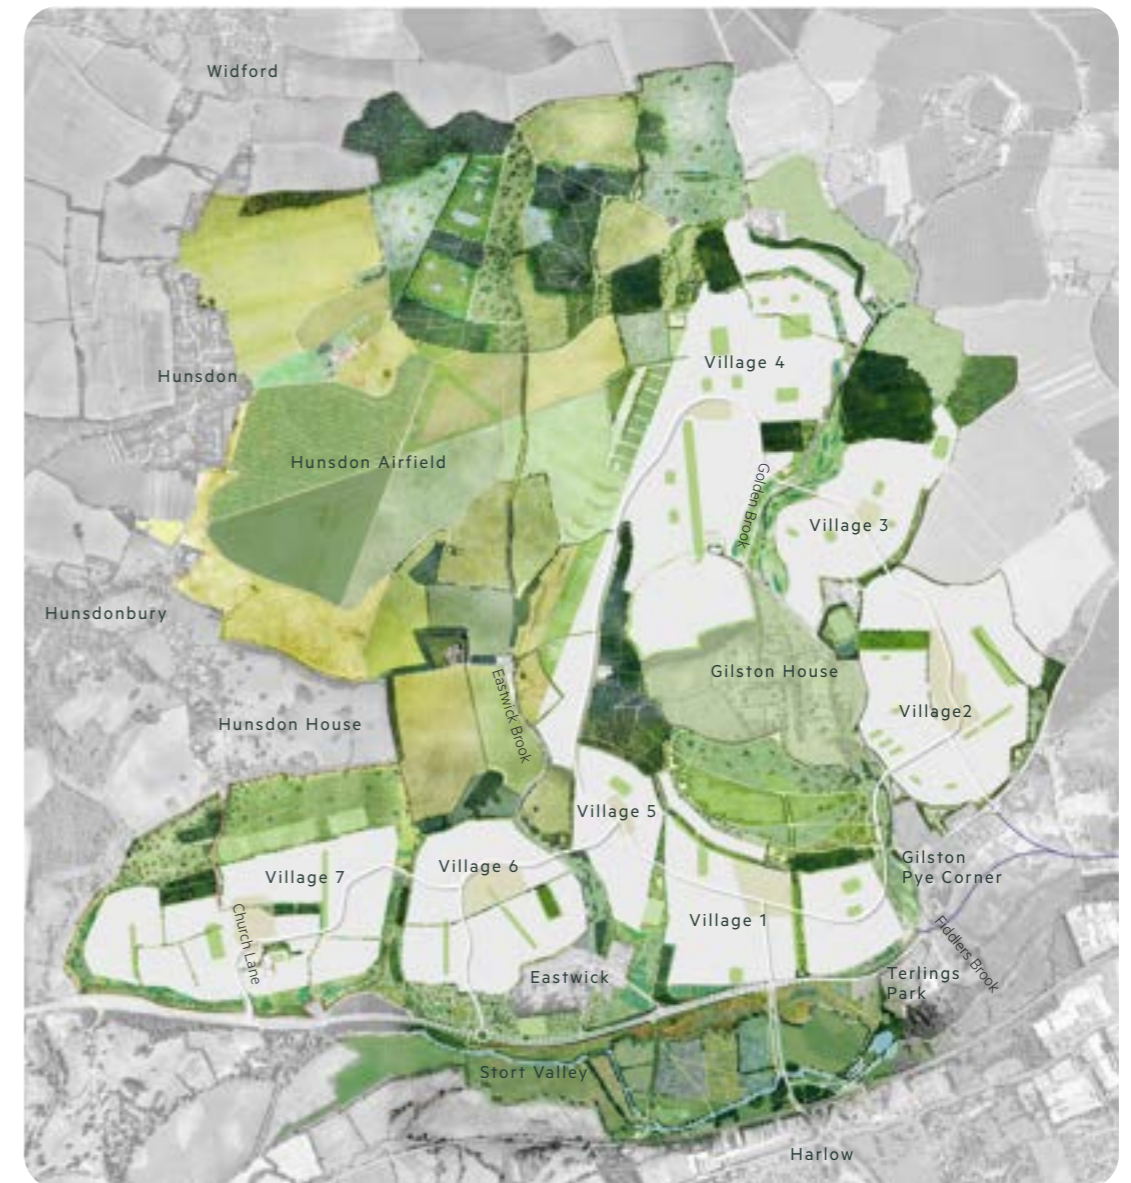 Widford
Village 4
Hunsdon
Hunsdon Airfield
Golden Brook
Village 3
Hunsdonbury
Gilston House
Eastwick Brook
Village2
Hunsdon House
Village 5
Gilston
Pye Corner
Village 6
Village 7
Church Lane
Village 1
Fiddlers Brook
Eastwick
Terlings
Park
Stort Valley
Harlow